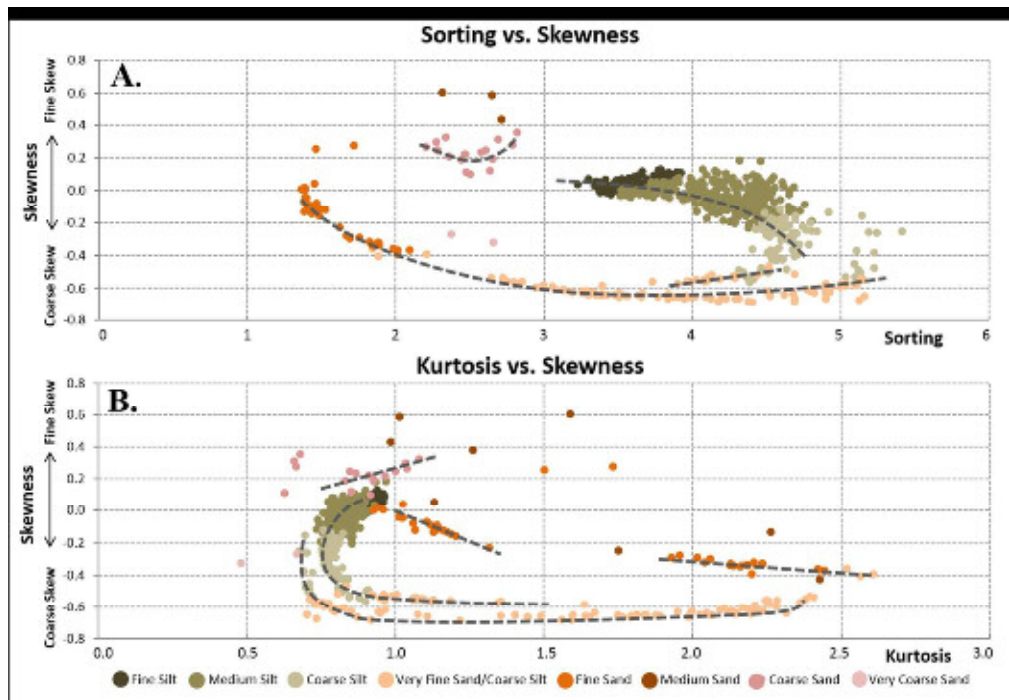 Sorting vs. Skewness
A.
Skewness
Coarse Skew
Fine Skew
0.8
0.6
0.4
0.2
0.0
-0.2
-0.4
-0.6
-0.8
0 1 2 3 4 5 6
Sorting
Kurtosis vs. Skewness
B.
Skewness
Coarse Skew
Fine Skew
0.8
0.6
0.4
0.2
0.0
-0.2
-0.4
-0.6
-0.8
0.0 0.5 1.0 1.5 2.0 2.5 3.0
Kurtosis
Fine Silt Medium Silt Coarse Silt Very Fine Sand/Coarse Silt Fine Sand Medium Sand Coarse Sand Very Coarse Sand